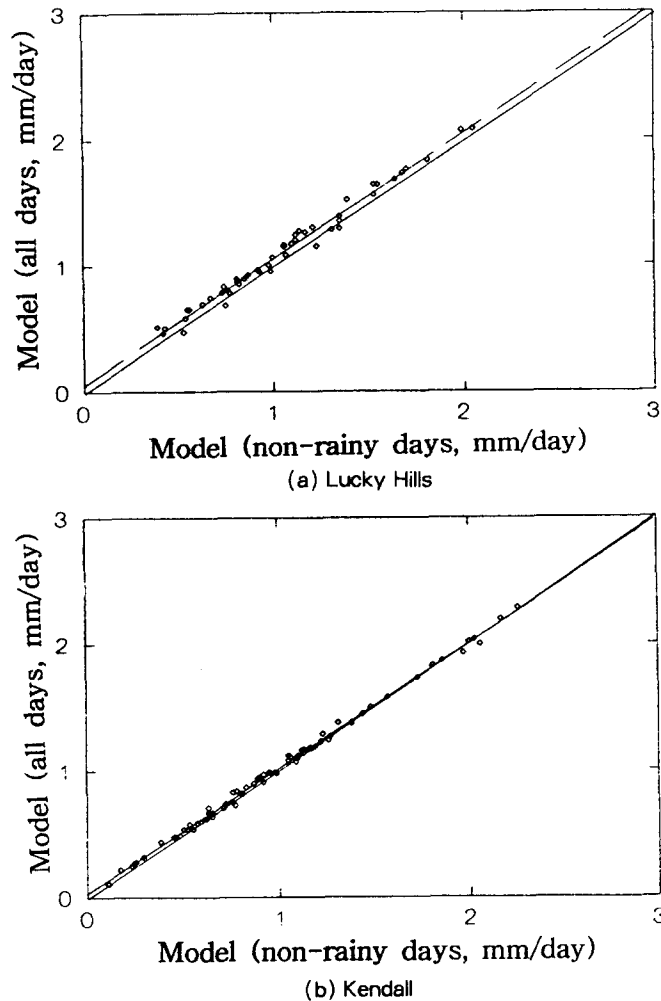 3
2
1
0
Model (all days, mm/day)
0
1
2
3
Model (non-rainy days, mm/day)
(a) Lucky Hills
3
2
1
0
Model (all days, mm/day)
0
1
2
3
Model (non-rainy days, mm/day)
(b) Kendall